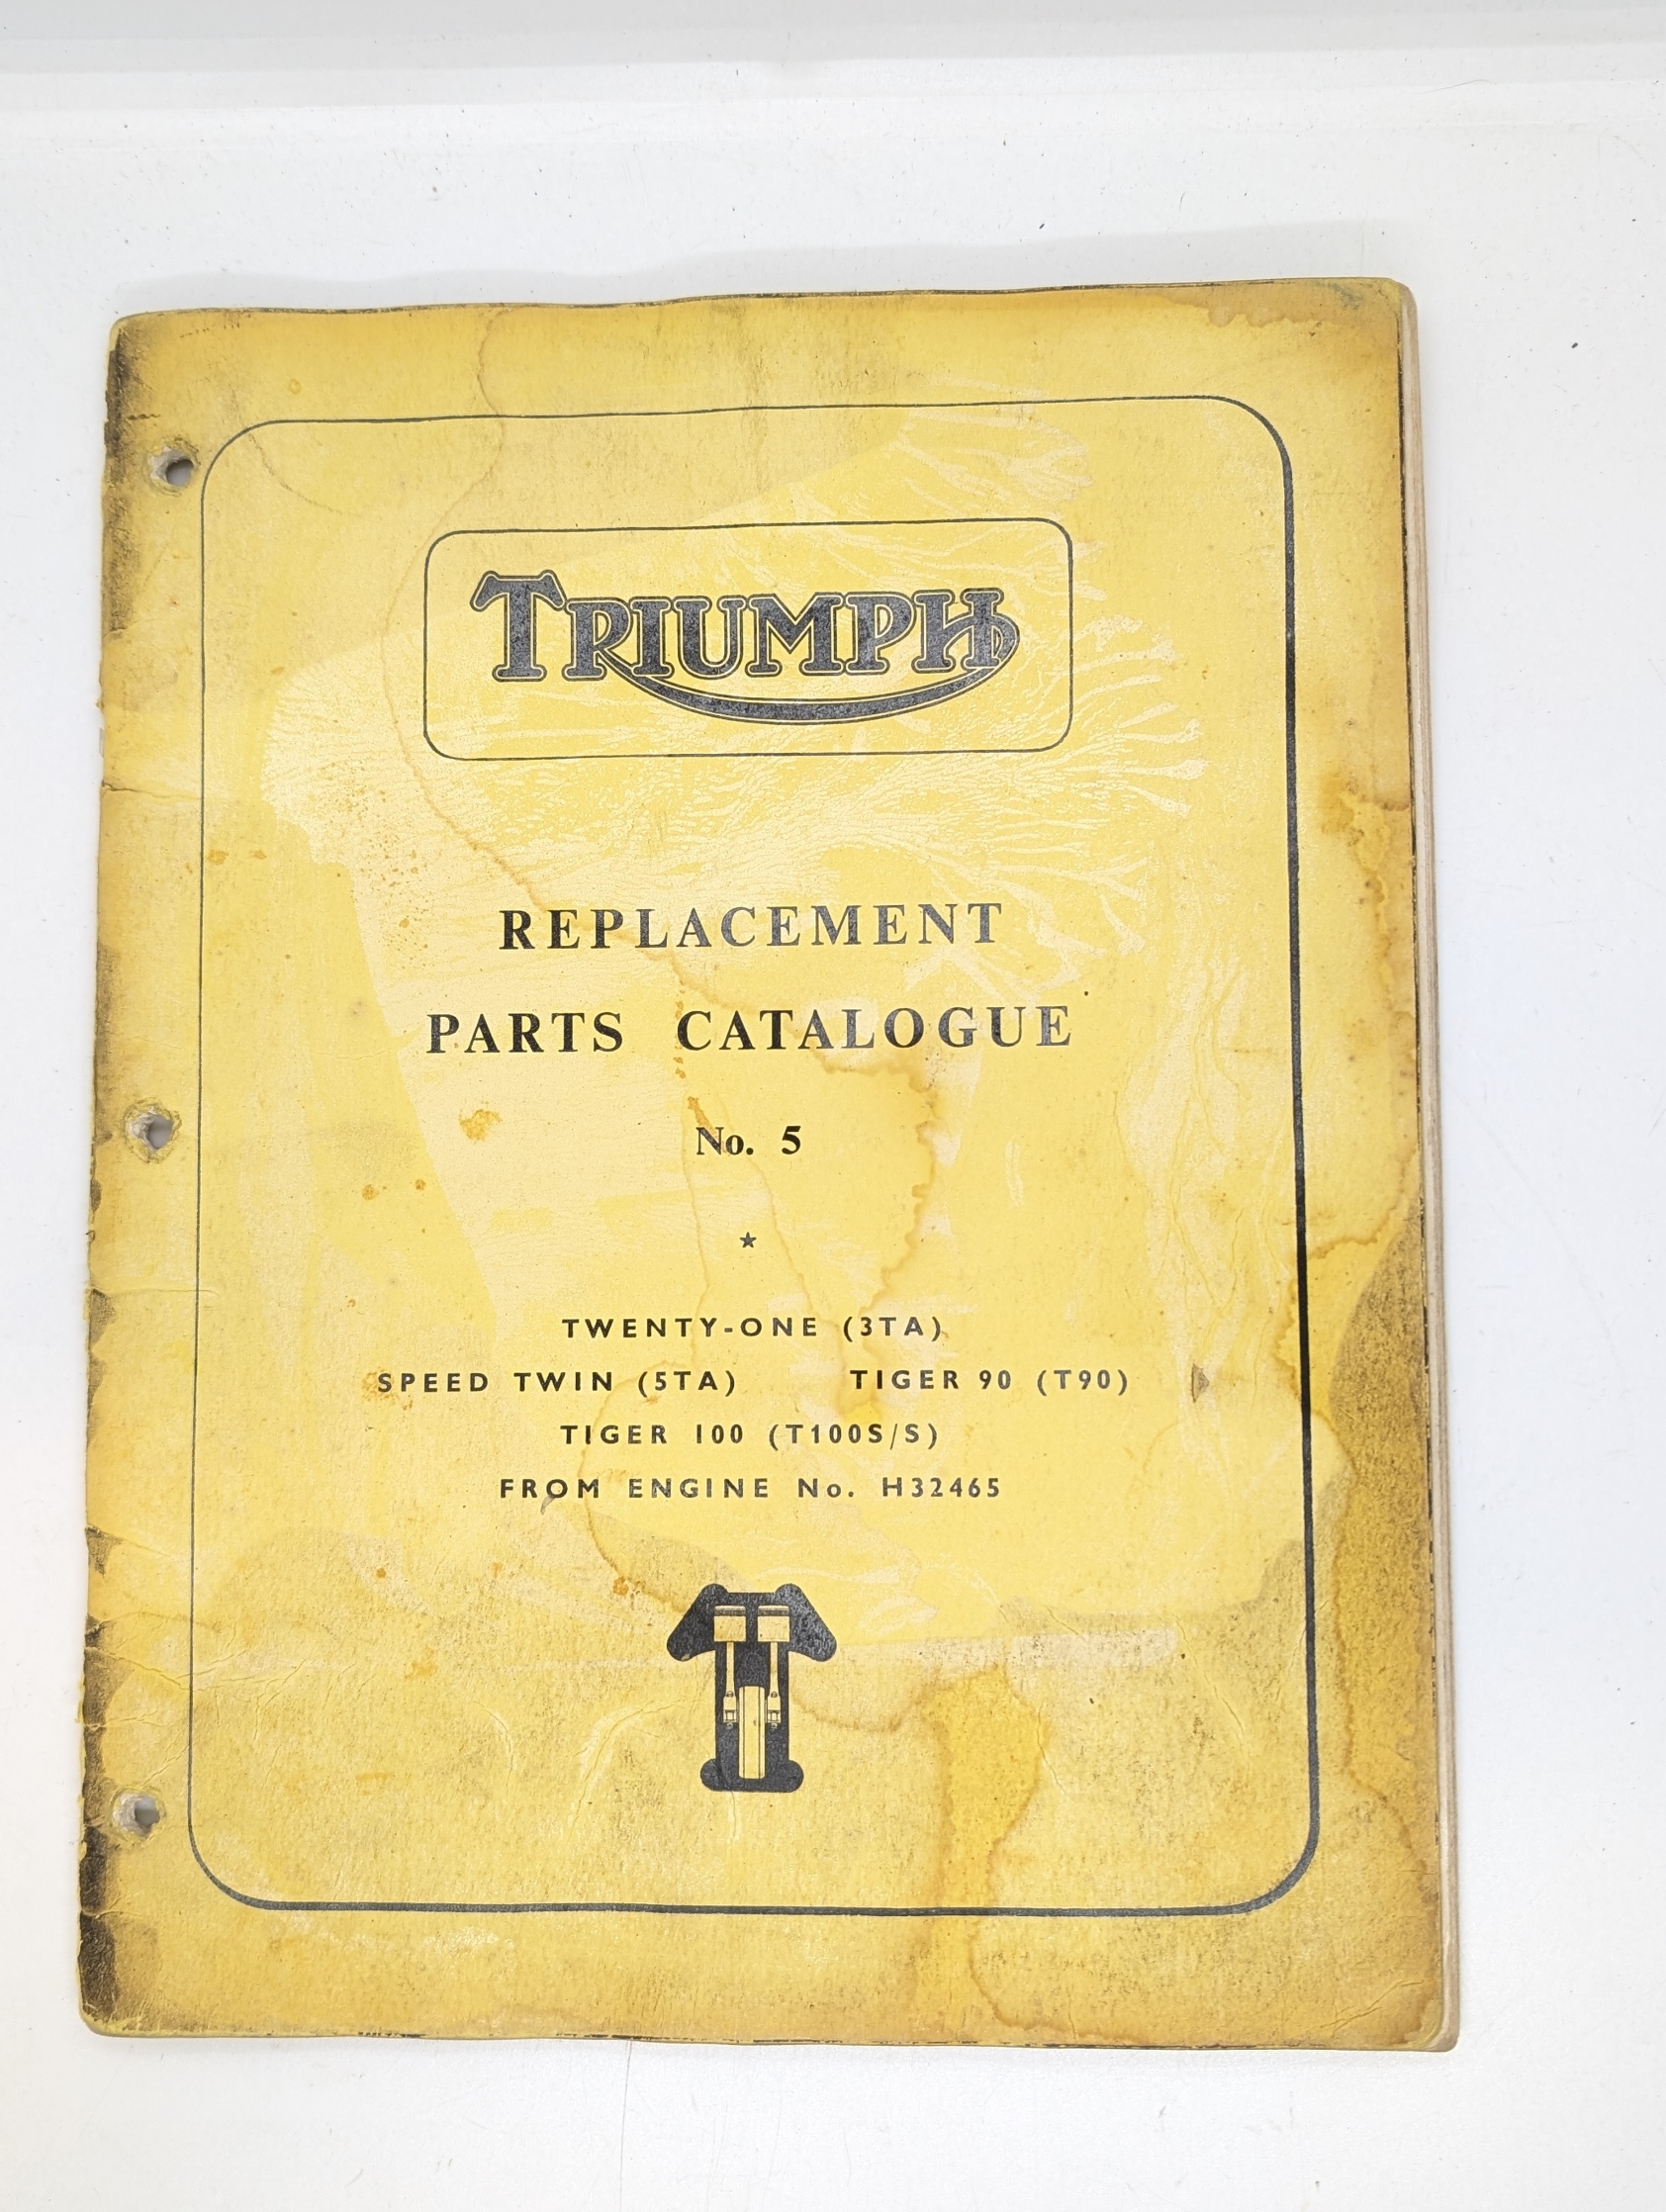 TRIUMPH
REPLACEMENT
PARTS CATALOGUE
No. 5
★
TWENTY-ONE (3TA)
SPEED TWIN (5TA) TIGER 90 (T90)
TIGER 100 (T100S/S)
FROM ENGINE No. H32465